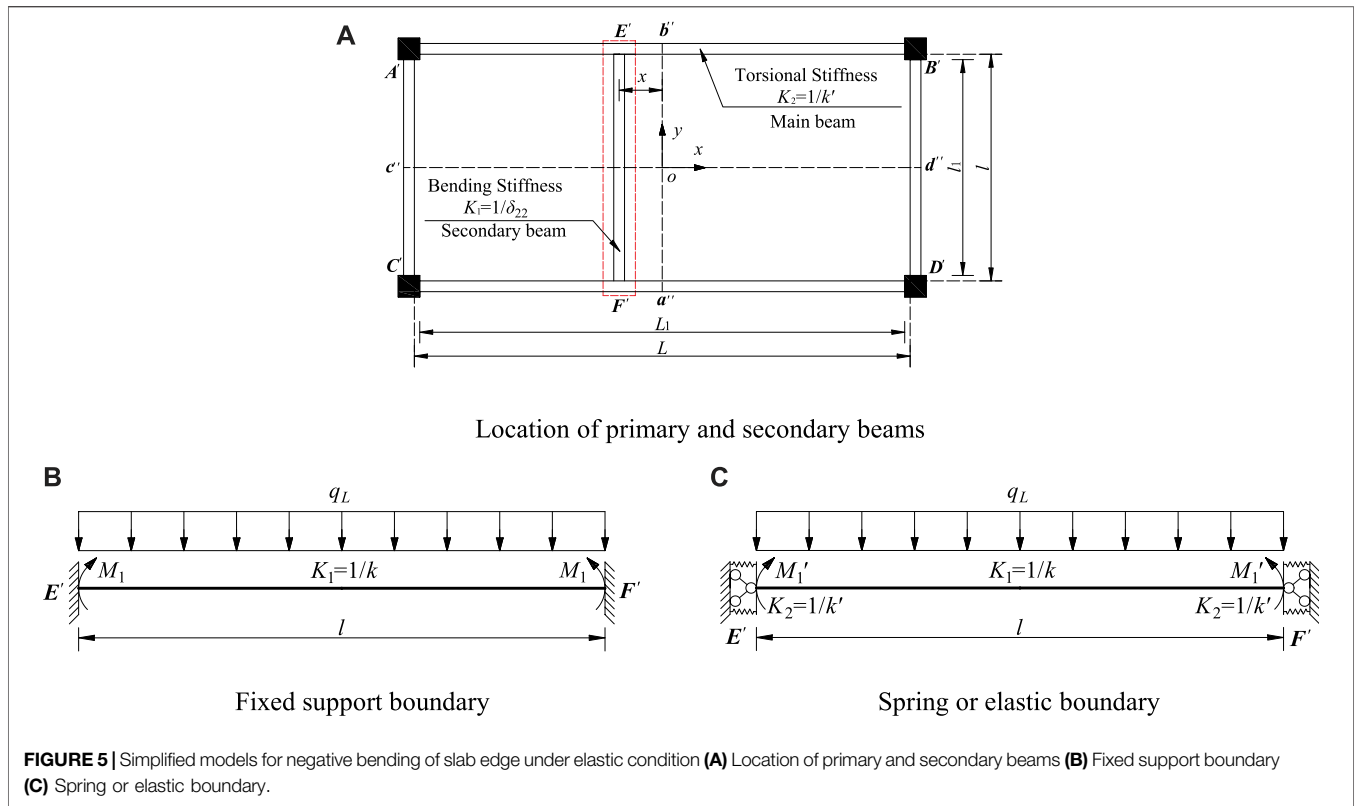 A
E'
b''
A'
B'
x
Torsional Stiffness
K₂=1/k'
Main beam
y
x
c''
d''
o
l₁
l
Bending Stiffness
K₁=1/δ₂₂
Secondary beam
C'
D'
F'
a''
L₁
L
Location of primary and secondary beams
B
q_L
M₁
K₁=1/k
M₁
E'
F'
l
Fixed support boundary
C
q_L
M₁'
K₁=1/k
M₁'
K₂=1/k'
K₂=1/k'
E'
l
F'
Spring or elastic boundary
FIGURE 5 | Simplified models for negative bending of slab edge under elastic condition (A) Location of primary and secondary beams (B) Fixed support boundary
(C) Spring or elastic boundary.